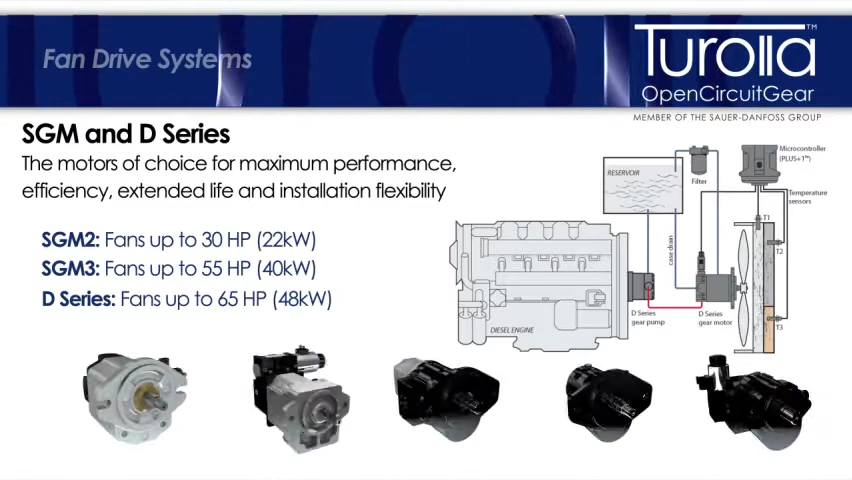 Fan Drive Systems
Turolla™
OpenCircuitGear
MEMBER OF THE SAUER-DANFOSS GROUP
SGM and D Series
The motors of choice for maximum performance,
efficiency, extended life and installation flexibility
SGM2: Fans up to 30 HP (22kW)
SGM3: Fans up to 55 HP (40kW)
D Series: Fans up to 65 HP (48kW)
RESERVOIR
Filter
Microcontroller
(PLUS+1™)
Temperature
sensors
T1
T2
T3
case drain
D Series
gear pump
D Series
gear motor
DIESEL ENGINE